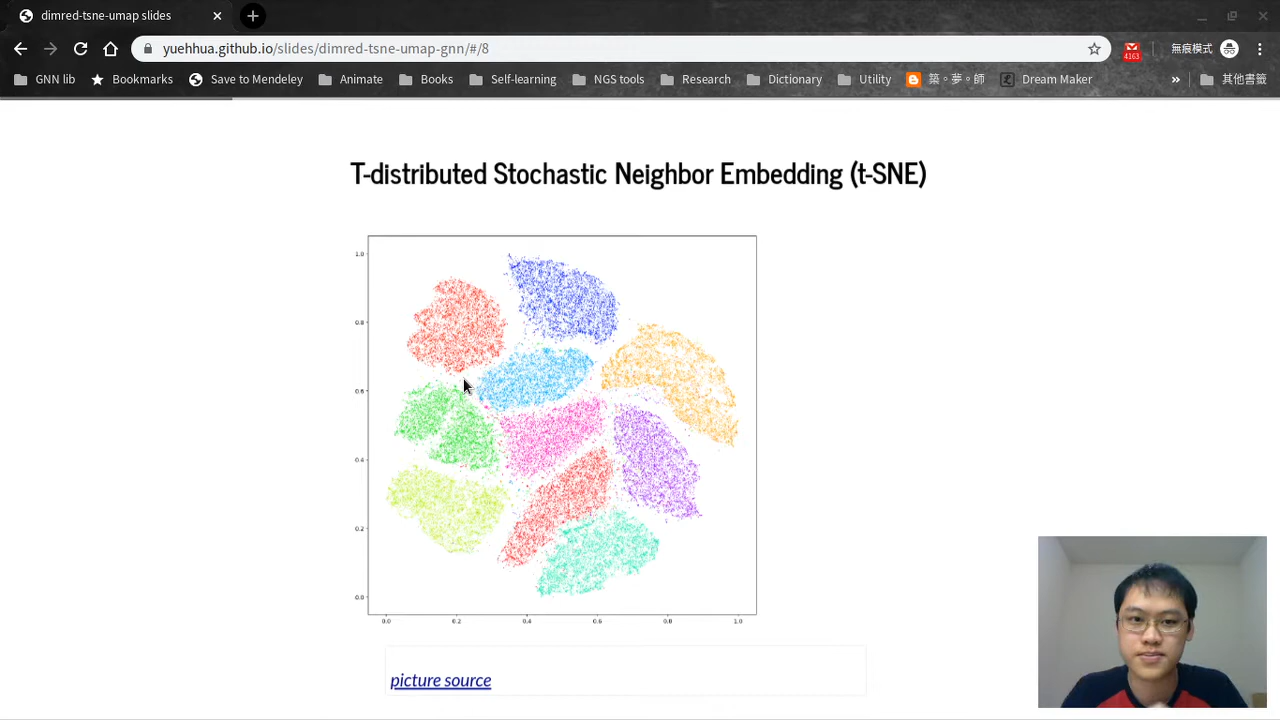 dimred-tsne-umap slides
yuehhua.github.io/slides/dimred-tsne-umap-gnn/#/8
4163
無痕模式
GNN lib
Bookmarks
Save to Mendeley
Animate
Books
Self-learning
NGS tools
Research
Dictionary
Utility
築。夢。師
Dream Maker
»
其他書籤
T-distributed Stochastic Neighbor Embedding (t-SNE)
1.0
0.8
0.6
0.4
0.2
0.0
0.0 0.2 0.4 0.6 0.8 1.0
picture source